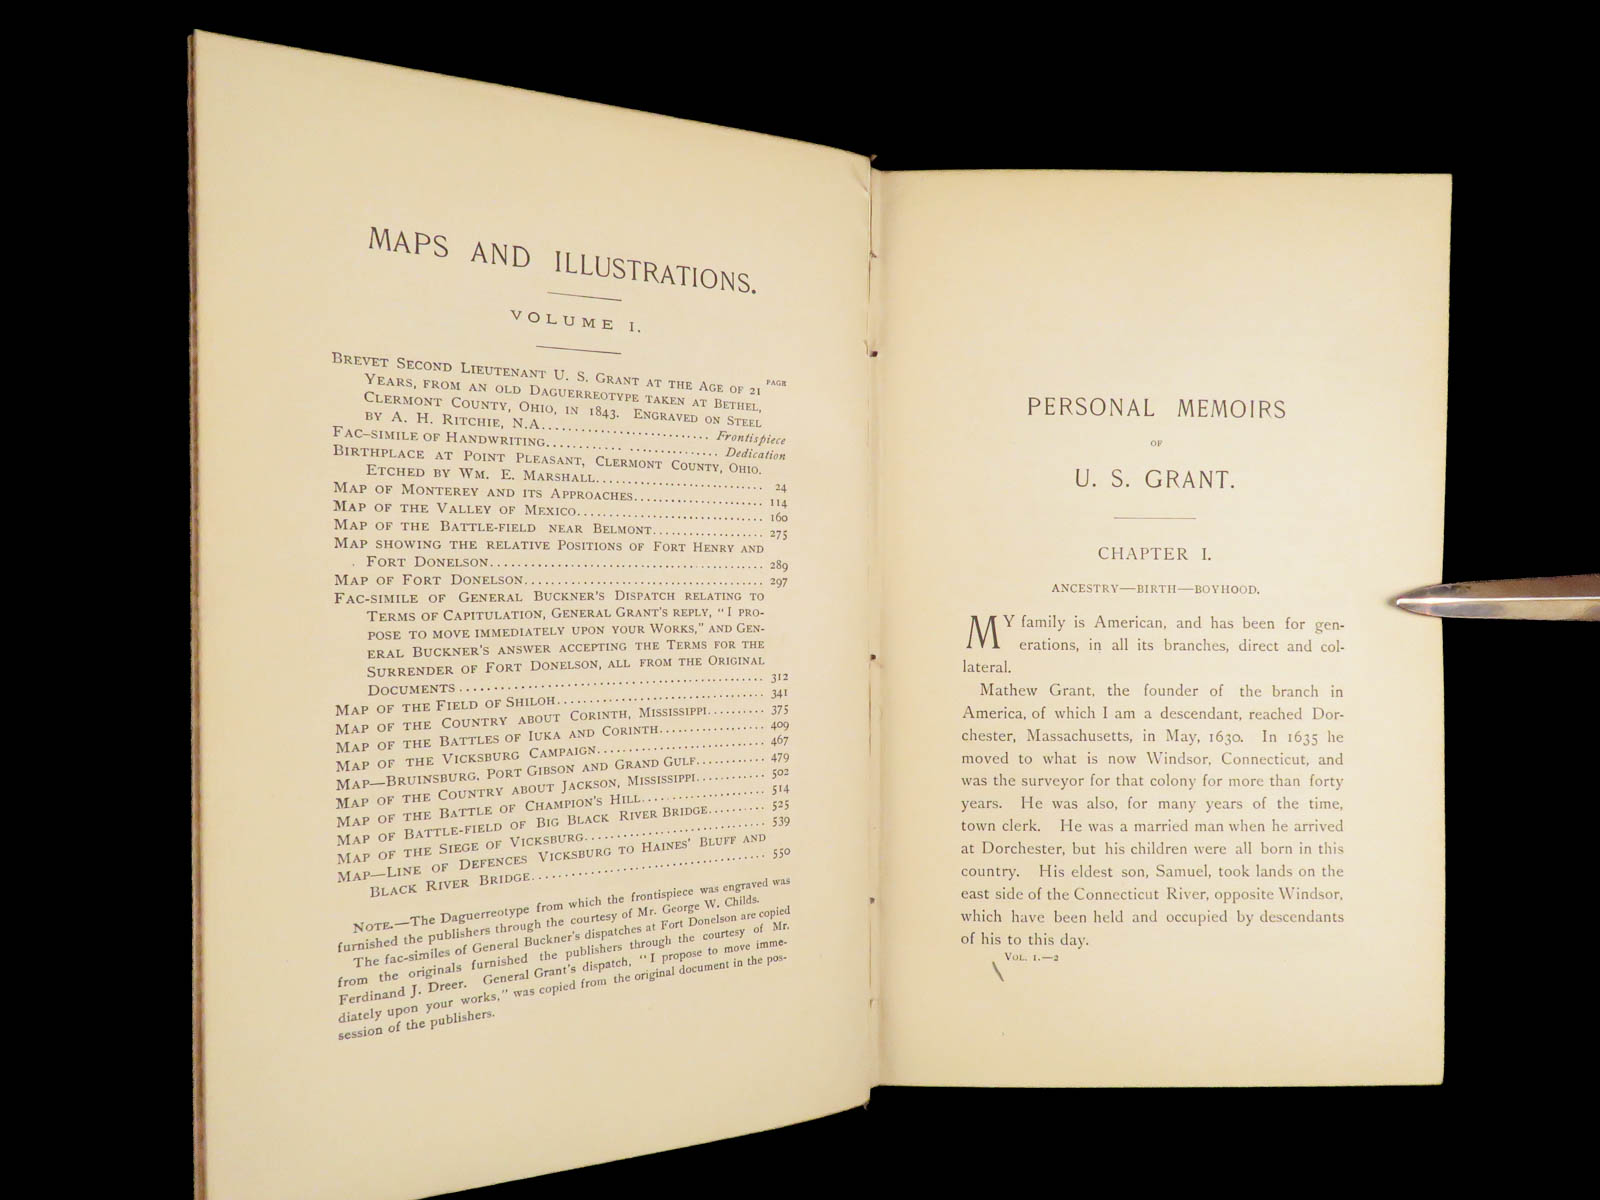 MAPS AND ILLUSTRATIONS.
VOLUME I.
PAGE
BREVET SECOND LIEUTENANT U. S. GRANT AT THE AGE OF 21
YEARS, FROM AN OLD DAGUERREOTYPE TAKEN AT BETHEL,
CLERMONT COUNTY, OHIO, IN 1843. ENGRAVED ON STEEL
BY A. H. RITCHIE, N.A. Frontispiece
FAC-SIMILE OF HANDWRITING Dedication
BIRTHPLACE AT POINT PLEASANT, CLERMONT COUNTY, OHIO.
ETCHED BY WM. E. MARSHALL 24
MAP OF MONTEREY AND ITS APPROACHES 114
MAP OF THE VALLEY OF MEXICO 160
MAP OF THE BATTLE-FIELD NEAR BELMONT 275
MAP SHOWING THE RELATIVE POSITIONS OF FORT HENRY AND
FORT DONELSON 289
MAP OF FORT DONELSON 297
FAC-SIMILE OF GENERAL BUCKNER'S DISPATCH RELATING TO
TERMS OF CAPITULATION, GENERAL GRANT'S REPLY, "I PRO-
POSE TO MOVE IMMEDIATELY UPON YOUR WORKS," AND GEN-
ERAL BUCKNER'S ANSWER ACCEPTING THE TERMS FOR THE
SURRENDER OF FORT DONELSON, ALL FROM THE ORIGINAL
DOCUMENTS 312
MAP OF THE FIELD OF SHILOH 341
MAP OF THE COUNTRY ABOUT CORINTH, MISSISSIPPI 375
MAP OF THE BATTLES OF IUKA AND CORINTH 409
MAP OF THE VICKSBURG CAMPAIGN 467
MAP—BRUINSBURG, PORT GIBSON AND GRAND GULF 479
MAP OF THE COUNTRY ABOUT JACKSON, MISSISSIPPI 502
MAP OF THE BATTLE OF CHAMPION'S HILL 514
MAP OF BATTLE-FIELD OF BIG BLACK RIVER BRIDGE 525
MAP OF THE SIEGE OF VICKSBURG 539
MAP—LINE OF DEFENCES VICKSBURG TO HAINES' BLUFF AND
BLACK RIVER BRIDGE 550
NOTE.—The Daguerreotype from which the frontispiece was engraved was
furnished the publishers through the courtesy of Mr. George W. Childs.
The fac-similes of General Buckner's dispatches at Fort Donelson are copied
from the originals furnished the publishers through the courtesy of Mr.
Ferdinand J. Dreer. General Grant's dispatch, "I propose to move imme-
diately upon your works," was copied from the original document in the pos-
session of the publishers.
PERSONAL MEMOIRS
OF
U. S. GRANT.
CHAPTER I.
ANCESTRY—BIRTH—BOYHOOD.
MY family is American, and has been for gen-
erations, in all its branches, direct and col-
lateral.
Mathew Grant, the founder of the branch in
America, of which I am a descendant, reached Dor-
chester, Massachusetts, in May, 1630. In 1635 he
moved to what is now Windsor, Connecticut, and
was the surveyor for that colony for more than forty
years. He was also, for many years of the time,
town clerk. He was a married man when he arrived
at Dorchester, but his children were all born in this
country. His eldest son, Samuel, took lands on the
east side of the Connecticut River, opposite Windsor,
which have been held and occupied by descendants
of his to this day.
VOL. I.—2